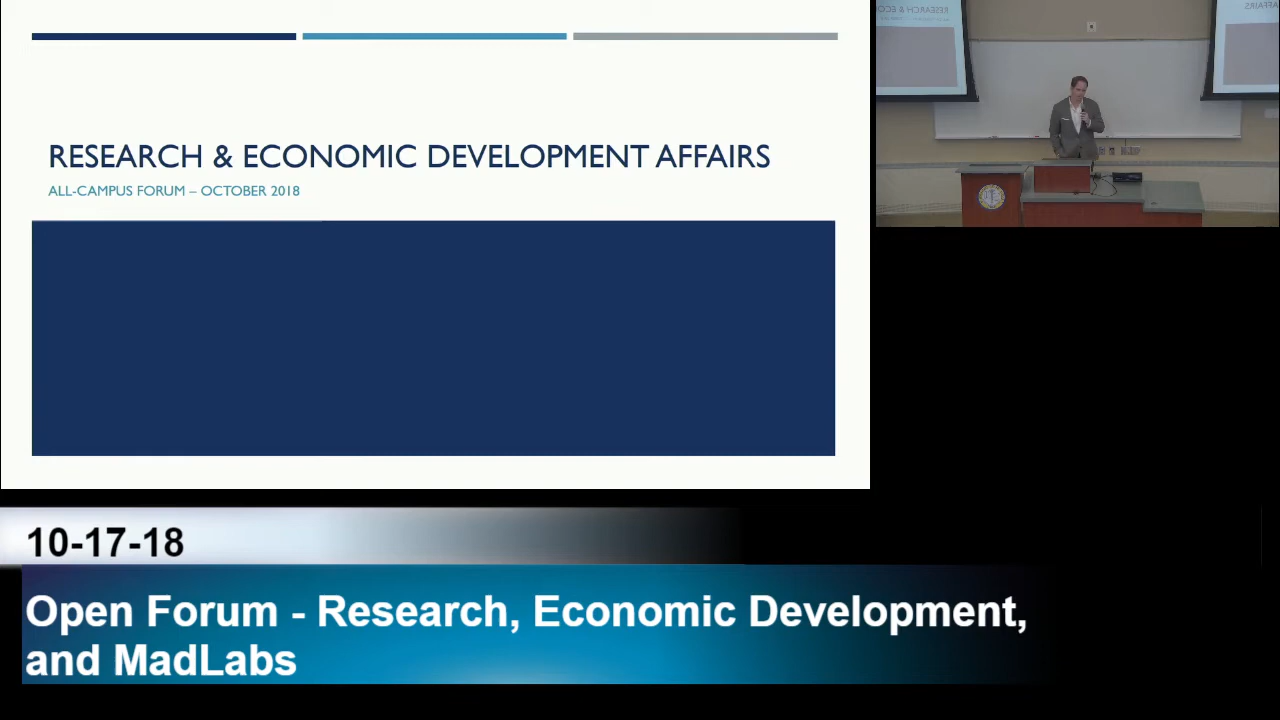 RESEARCH & ECONOMIC DEVELOPMENT AFFAIRS
ALL-CAMPUS FORUM – OCTOBER 2018
AFFAIRS
10-17-18
Open Forum - Research, Economic Development,
and MadLabs